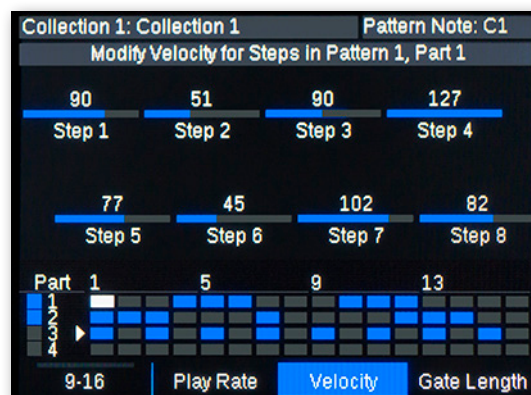 Collection 1: Collection 1 Pattern Note: C1
Modify Velocity for Steps in Pattern 1, Part 1
90 51 90 127
Step 1 Step 2 Step 3 Step 4
77 45 102 82
Step 5 Step 6 Step 7 Step 8
Part 1 5 9 13
1
2
3
4
9-16 Play Rate Velocity Gate Length